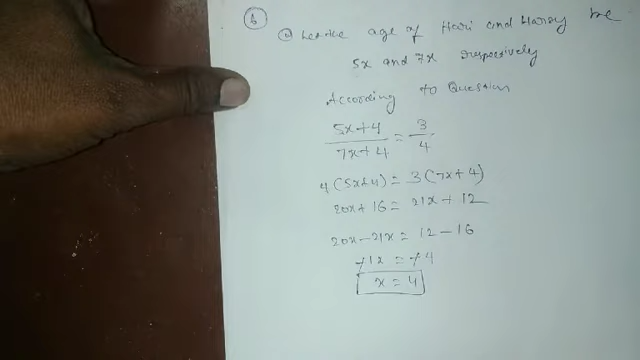 6
a Let the age of Hari and Harry be
5x and 7x respectively
According to Question
5x+4/7x+4 = 3/4
4(5x+4) = 3(7x+4)
20x+16 = 21x+12
20x-21x = 12-16
-1x = -4
x = 4